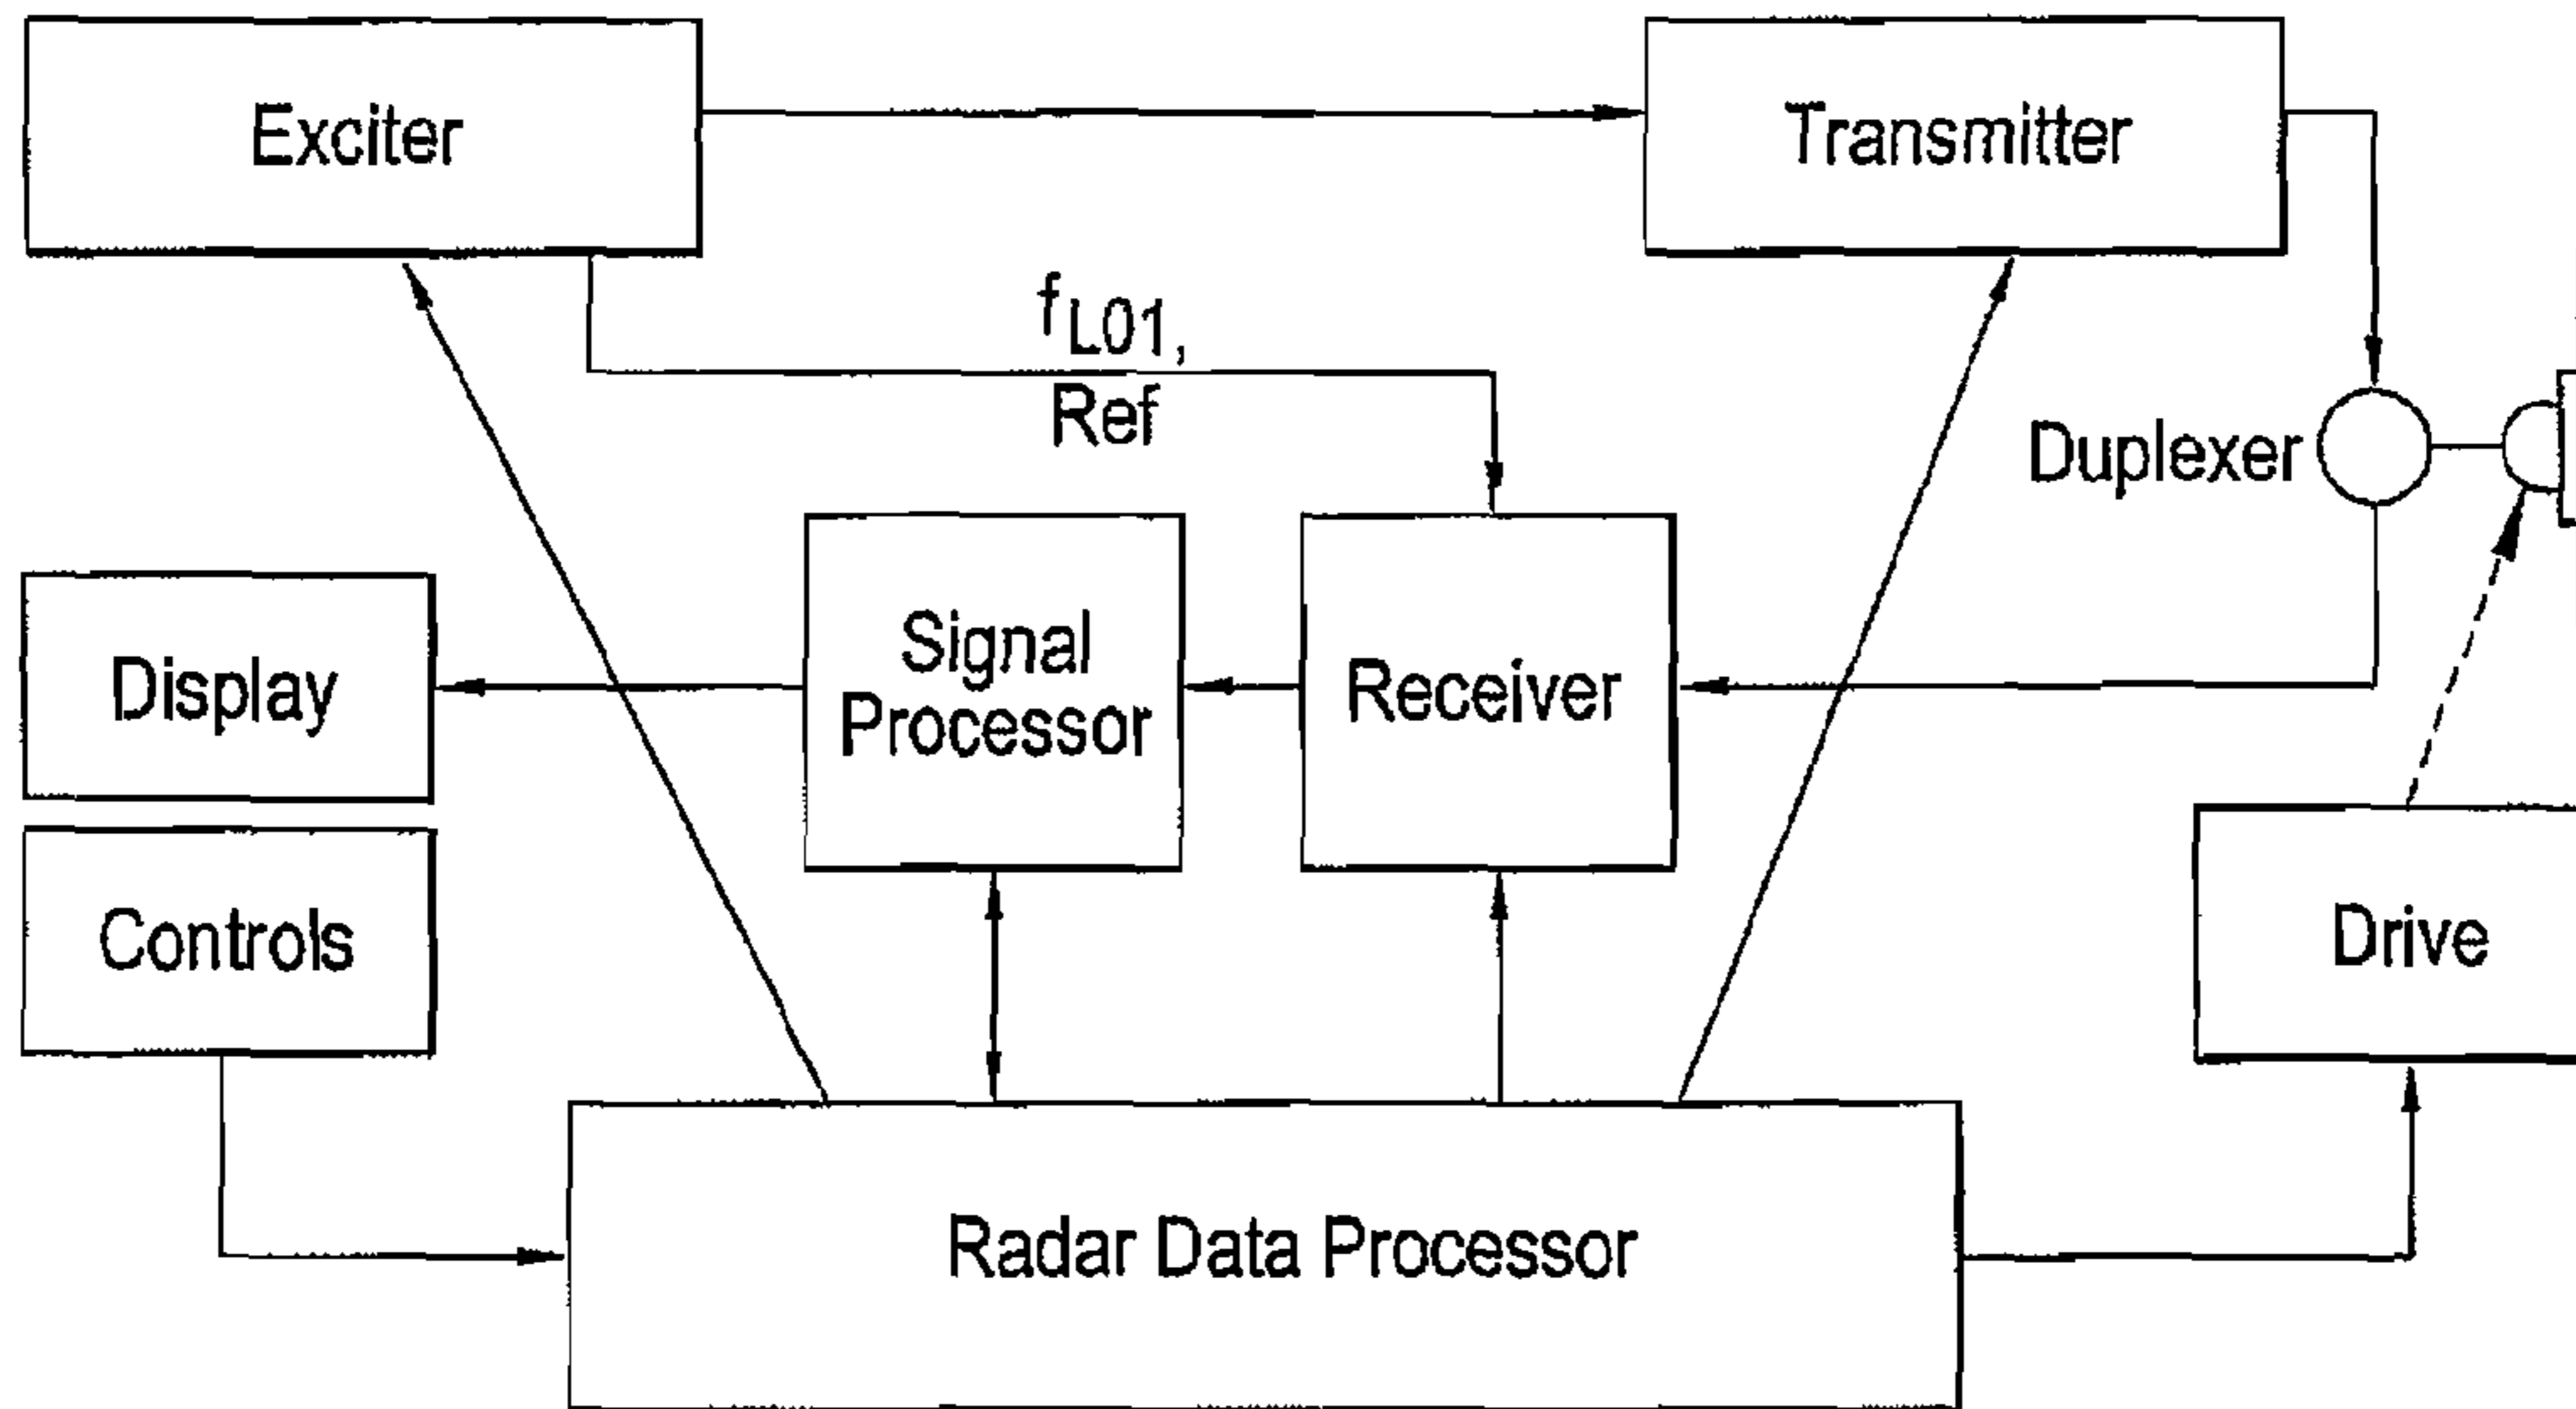 Exciter
Transmitter
fL01,
Ref
Duplexer
Signal
Processor
Receiver
Display
Controls
Drive
Radar Data Processor